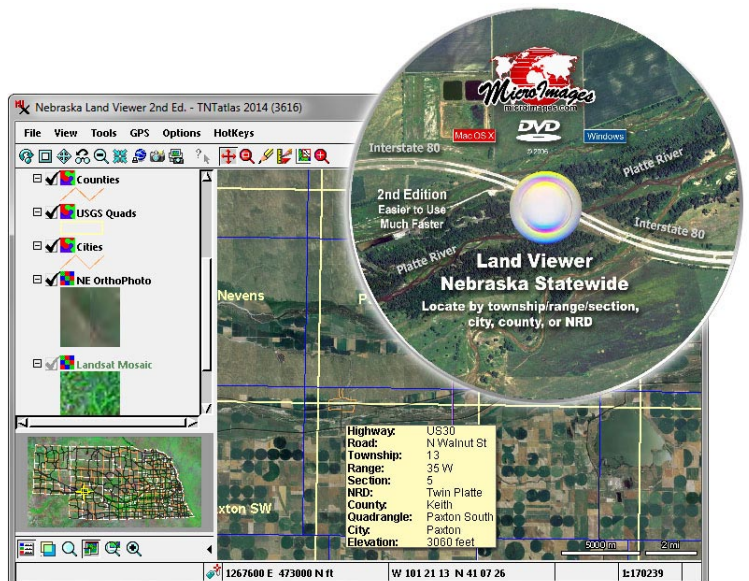 Nebraska Land Viewer 2nd Ed. - TNTatlas 2014 (3616)
File View Tools GPS Options HotKeys
Counties
USGS Quads
Cities
NE OrthoPhoto
Landsat Mosaic
Nevens
P
xton SW
Highway: US30
Road: N Walnut St
Township: 13
Range: 35 W
Section: 5
NRD: Twin Platte
County: Keith
Quadrangle: Paxton South
City: Paxton
Elevation: 3060 feet
5000 m
2 mi
1267600 E 473000 N ft
W 101 21 13 N 41 07 26
1:170239
MicroImages
microimages.com
Mac OS X
DVD
Windows
© 2006
Interstate 80
Platte River
2nd Edition
Easier to Use
Much Faster
Interstate 80
Platte River
Land Viewer
Nebraska Statewide
Locate by township/range/section,
city, county, or NRD